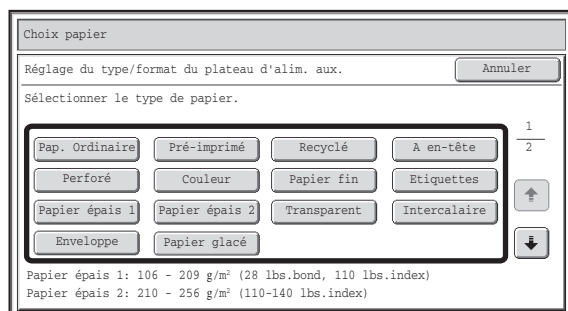 Choix papier
Réglage du type/format du plateau d'alim. aux. Annuler
Sélectionner le type de papier.
1
2
Pap. Ordinaire Pré-imprimé Recyclé A en-tête
Perforé Couleur Papier fin Etiquettes
Papier épais 1 Papier épais 2 Transparent Intercalaire
Enveloppe Papier glacé
Papier épais 1: 106 - 209 g/m² (28 lbs.bond, 110 lbs.index)
Papier épais 2: 210 - 256 g/m² (110-140 lbs.index)